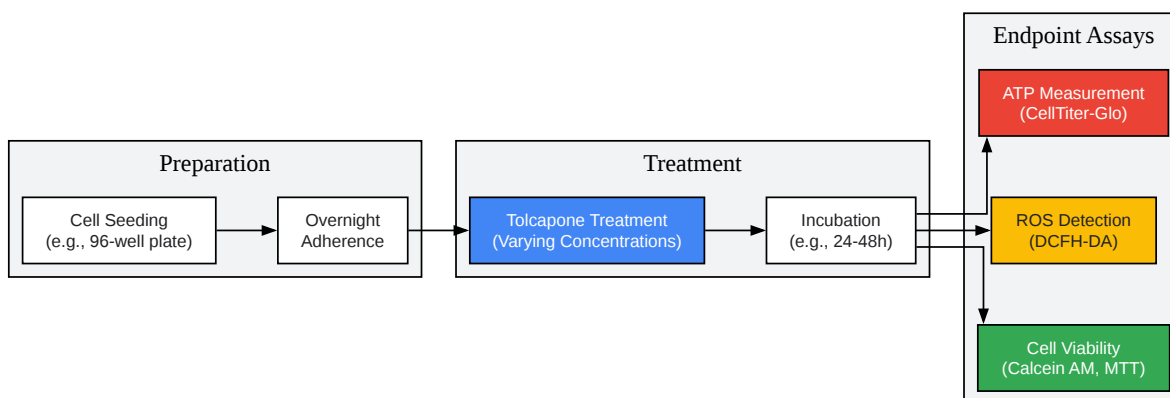 Preparation
Cell Seeding
(e.g., 96-well plate)
Overnight
Adherence
Treatment
Tolcapone Treatment
(Varying Concentrations)
Incubation
(e.g., 24-48h)
Endpoint Assays
ATP Measurement
(CellTiter-Glo)
ROS Detection
(DCFH-DA)
Cell Viability
(Calcein AM, MTT)